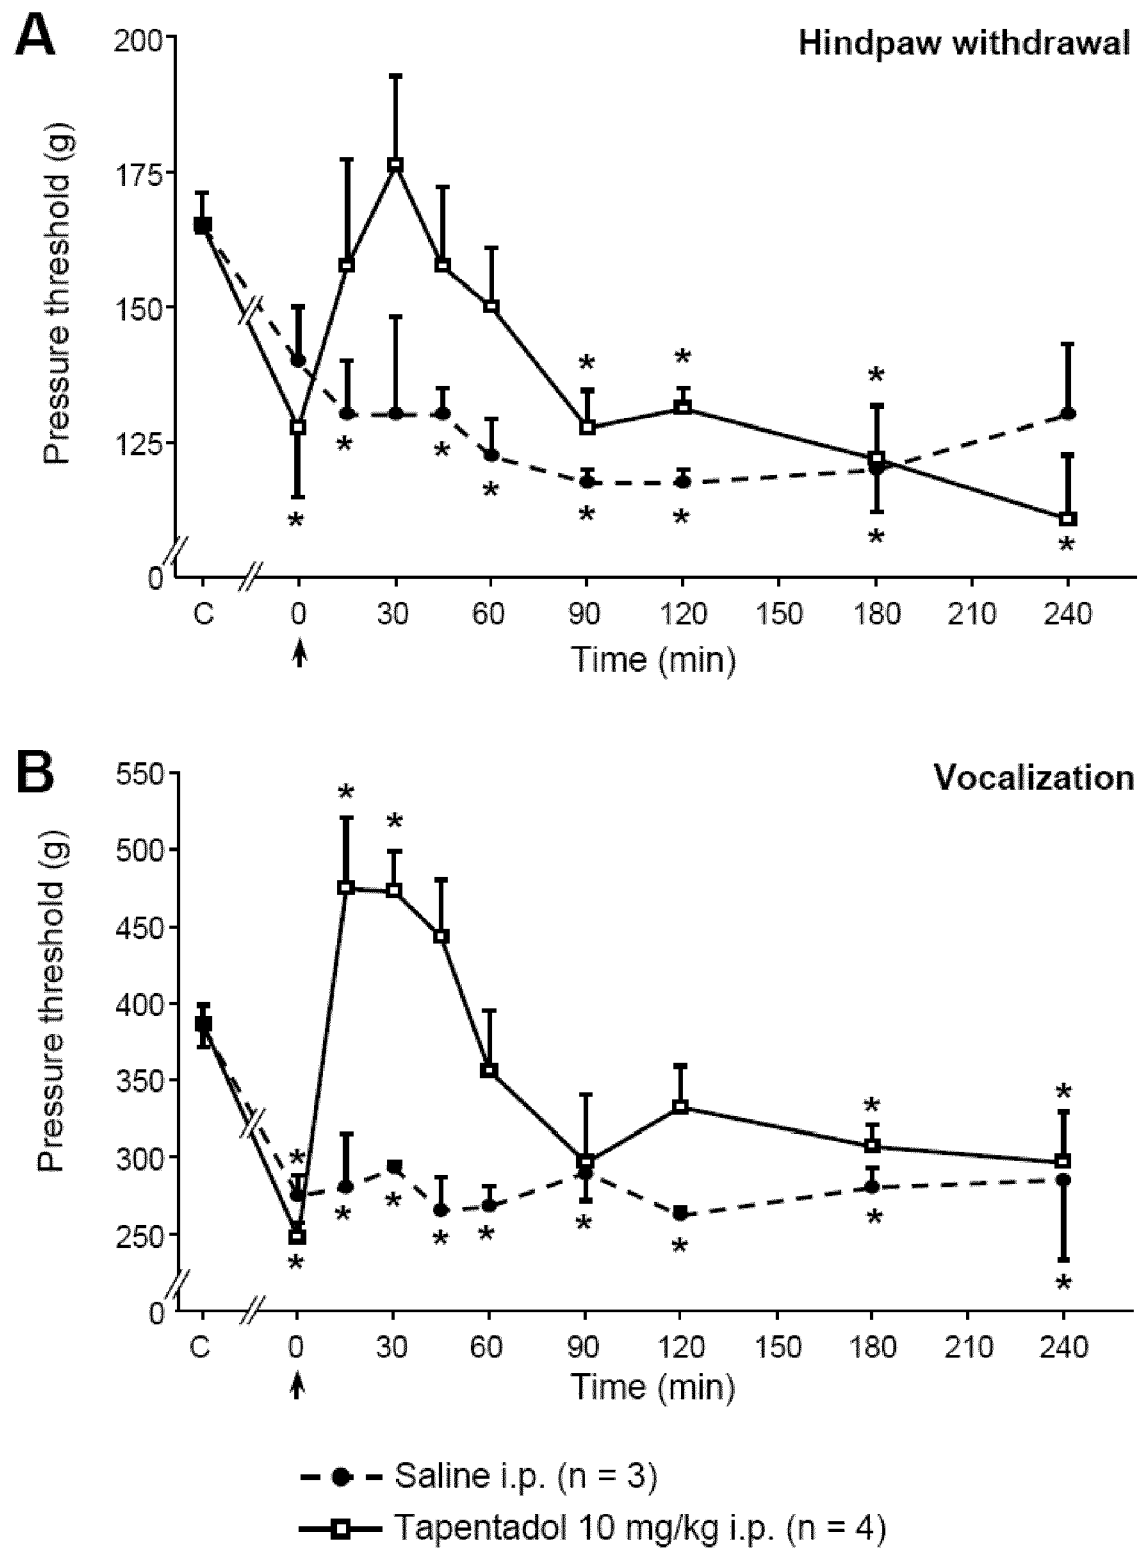 A
Hindpaw withdrawal
Pressure threshold (g)
200
175
150
125
0
* * * * * * * * * * *
C 0 30 60 90 120 150 180 210 240
Time (min)
B
Vocalization
Pressure threshold (g)
550
500
450
400
350
300
250
0
* * * * * * * * * * * * * *
C 0 30 60 90 120 150 180 210 240
Time (min)
Saline i.p. (n = 3)
Tapentadol 10 mg/kg i.p. (n = 4)